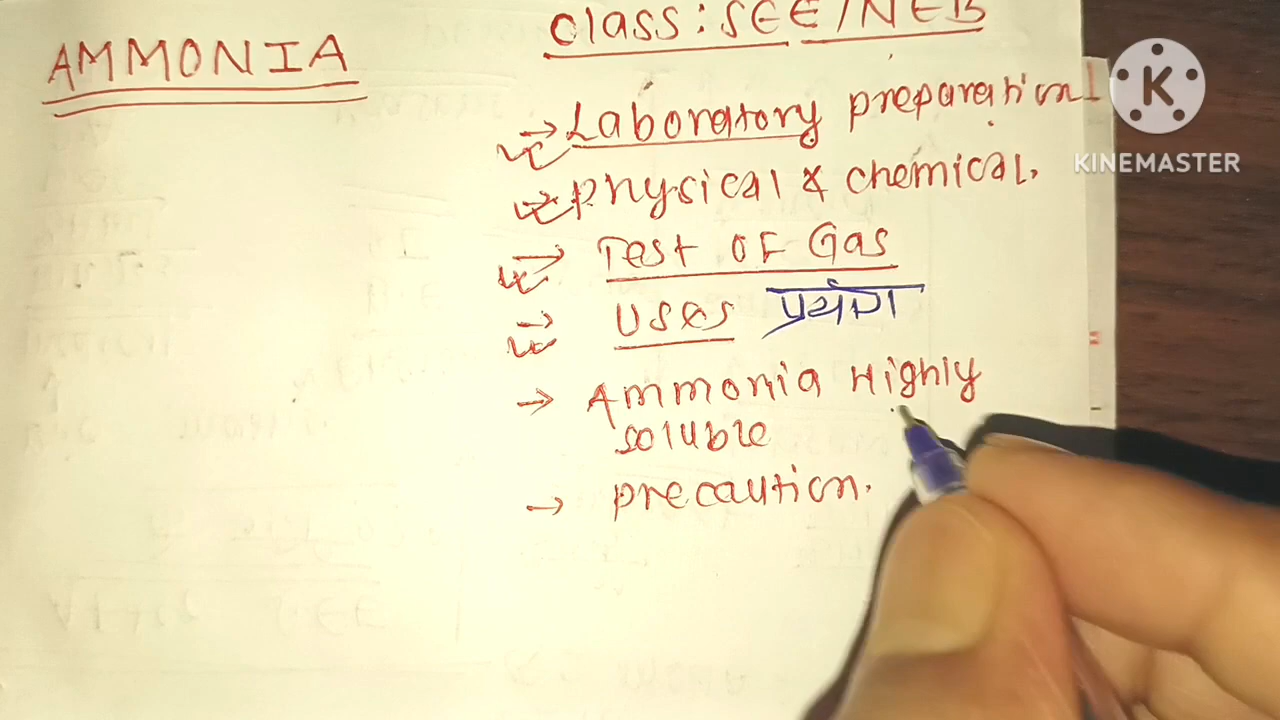 AMMONIA
Class: SEE/NEB
→ Laboratory preparation
→ physical & chemical.
→ Test OF Gas
→ Uses प्रयोग
→ Ammonia Highly
soluble
→ precaution.
K
KINEMASTER